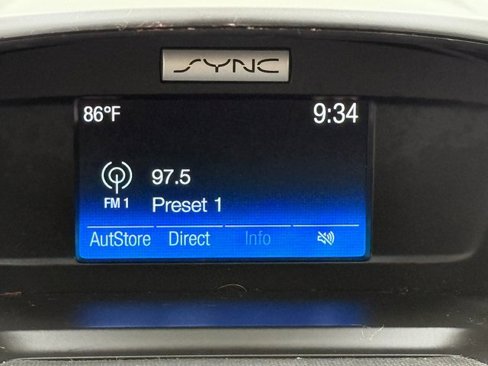 SYNC
86°F 9:34
97.5
FM 1 Preset 1
AutStore Direct Info